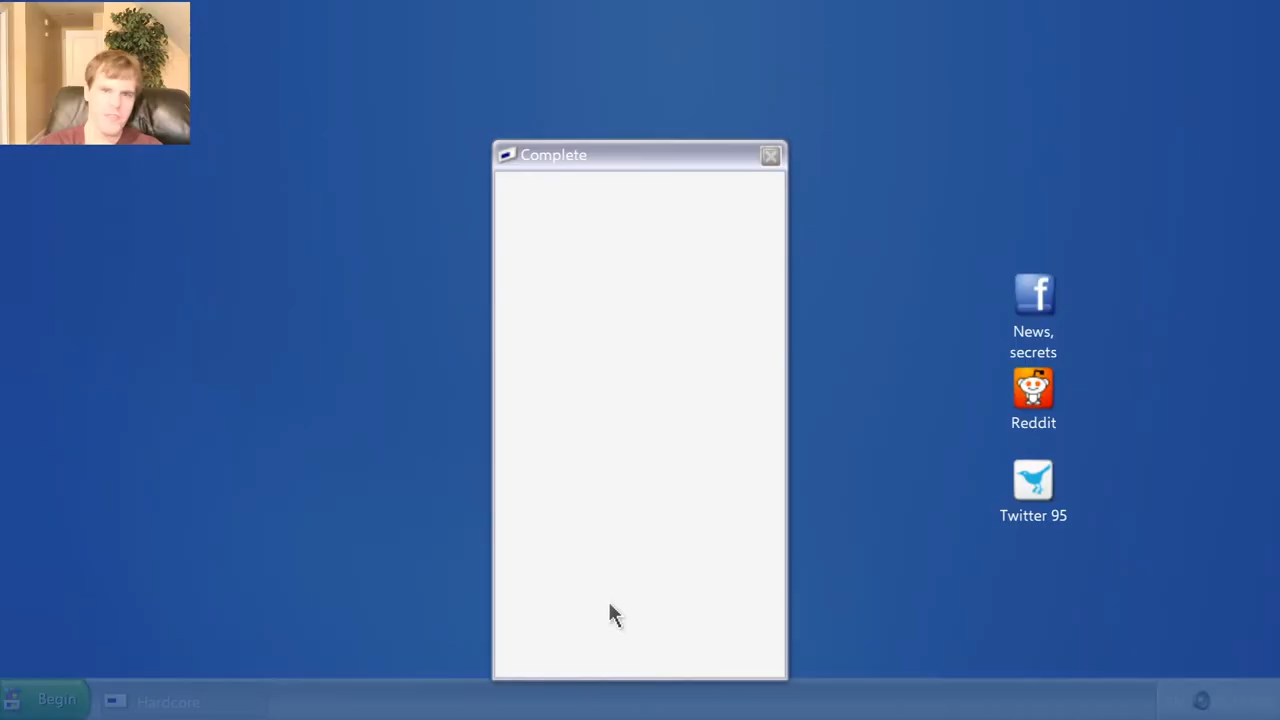 Complete
News,
secrets
Reddit
Twitter 95
Begin
Hardcore